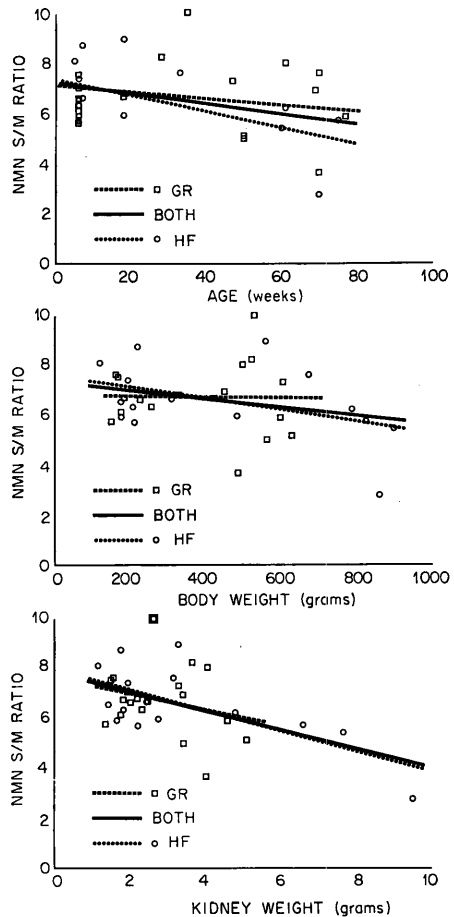 10
8
6
4
2
0
NMN S/M RATIO
GR
BOTH
HF
0 20 40 60 80 100
AGE (weeks)
10
8
6
4
2
0
NMN S/M RATIO
GR
BOTH
HF
0 200 400 600 800 1000
BODY WEIGHT (grams)
10
8
6
4
2
0
NMN S/M RATIO
GR
BOTH
HF
0 2 4 6 8 10
KIDNEY WEIGHT (grams)